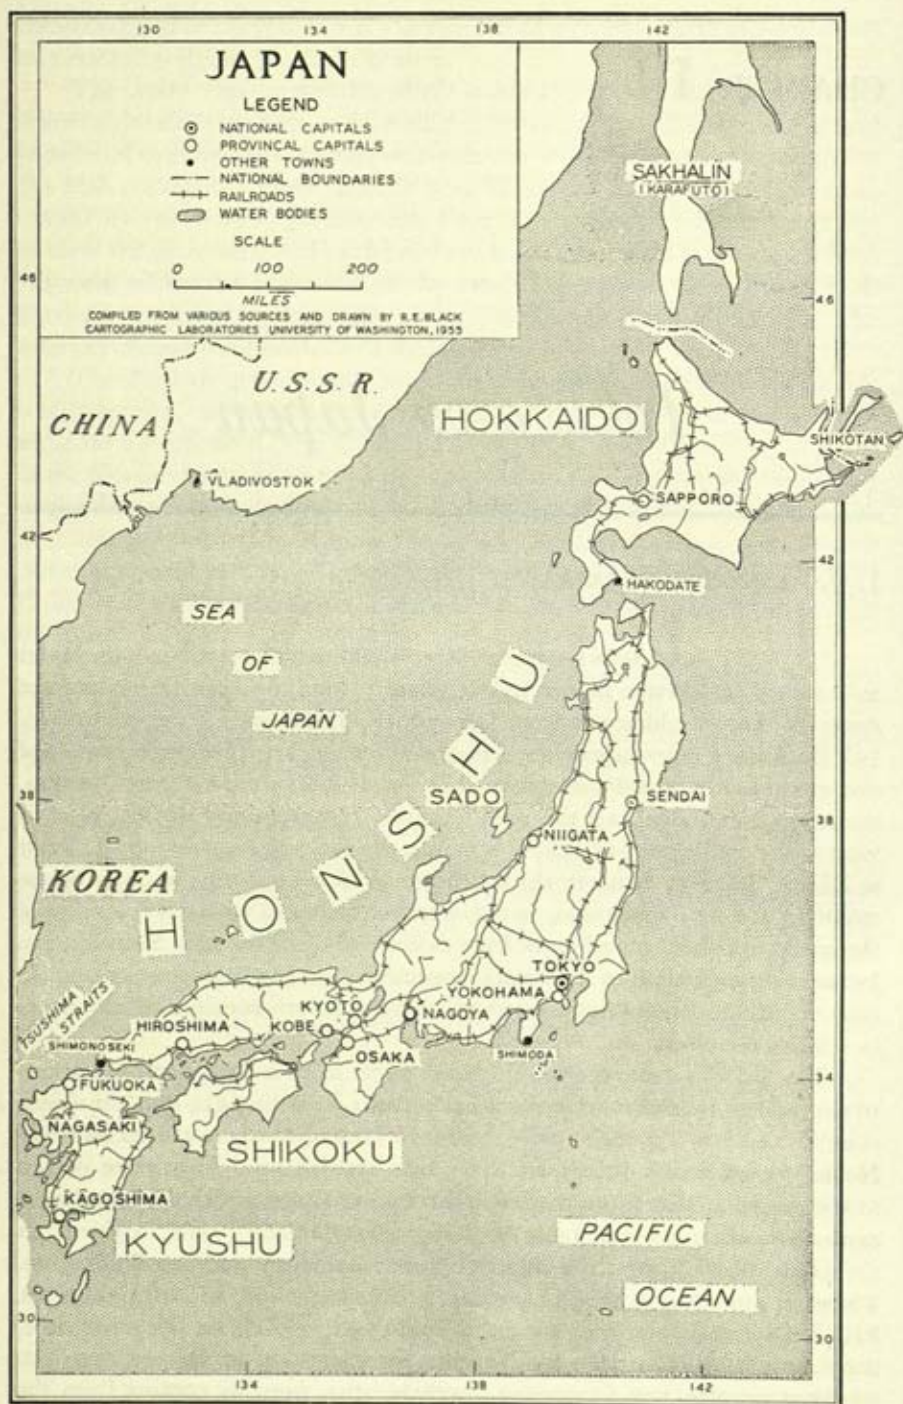 130 134 138 142
JAPAN
LEGEND
NATIONAL CAPITALS
PROVINCAL CAPITALS
OTHER TOWNS
NATIONAL BOUNDARIES
RAILROADS
WATER BODIES
SCALE
0 100 200
MILES
COMPILED FROM VARIOUS SOURCES AND DRAWN BY R.E. BLACK
CARTOGRAPHIC LABORATORIES UNIVERSITY OF WASHINGTON, 1955
SAKHALIN
(KARAFUTO)
46 46
U.S.S.R.
CHINA
HOKKAIDO
SHIKOTAN
VLADIVOSTOK
SAPPORO
42 42
HAKODATE
SEA
OF
JAPAN
HONSHU
SADO
SENDAI
38 38
NIIGATA
KOREA
TOKYO
YOKOHAMA
KYOTO
NAGOYA
TSUSHIMA
STRAITS
HIROSHIMA
KOBE
SHIMONOSEKI
OSAKA
SHIMODA
FUKUOKA
34
NAGASAKI
SHIKOKU
KAGOSHIMA
KYUSHU
PACIFIC
OCEAN
30 30
134 138 142